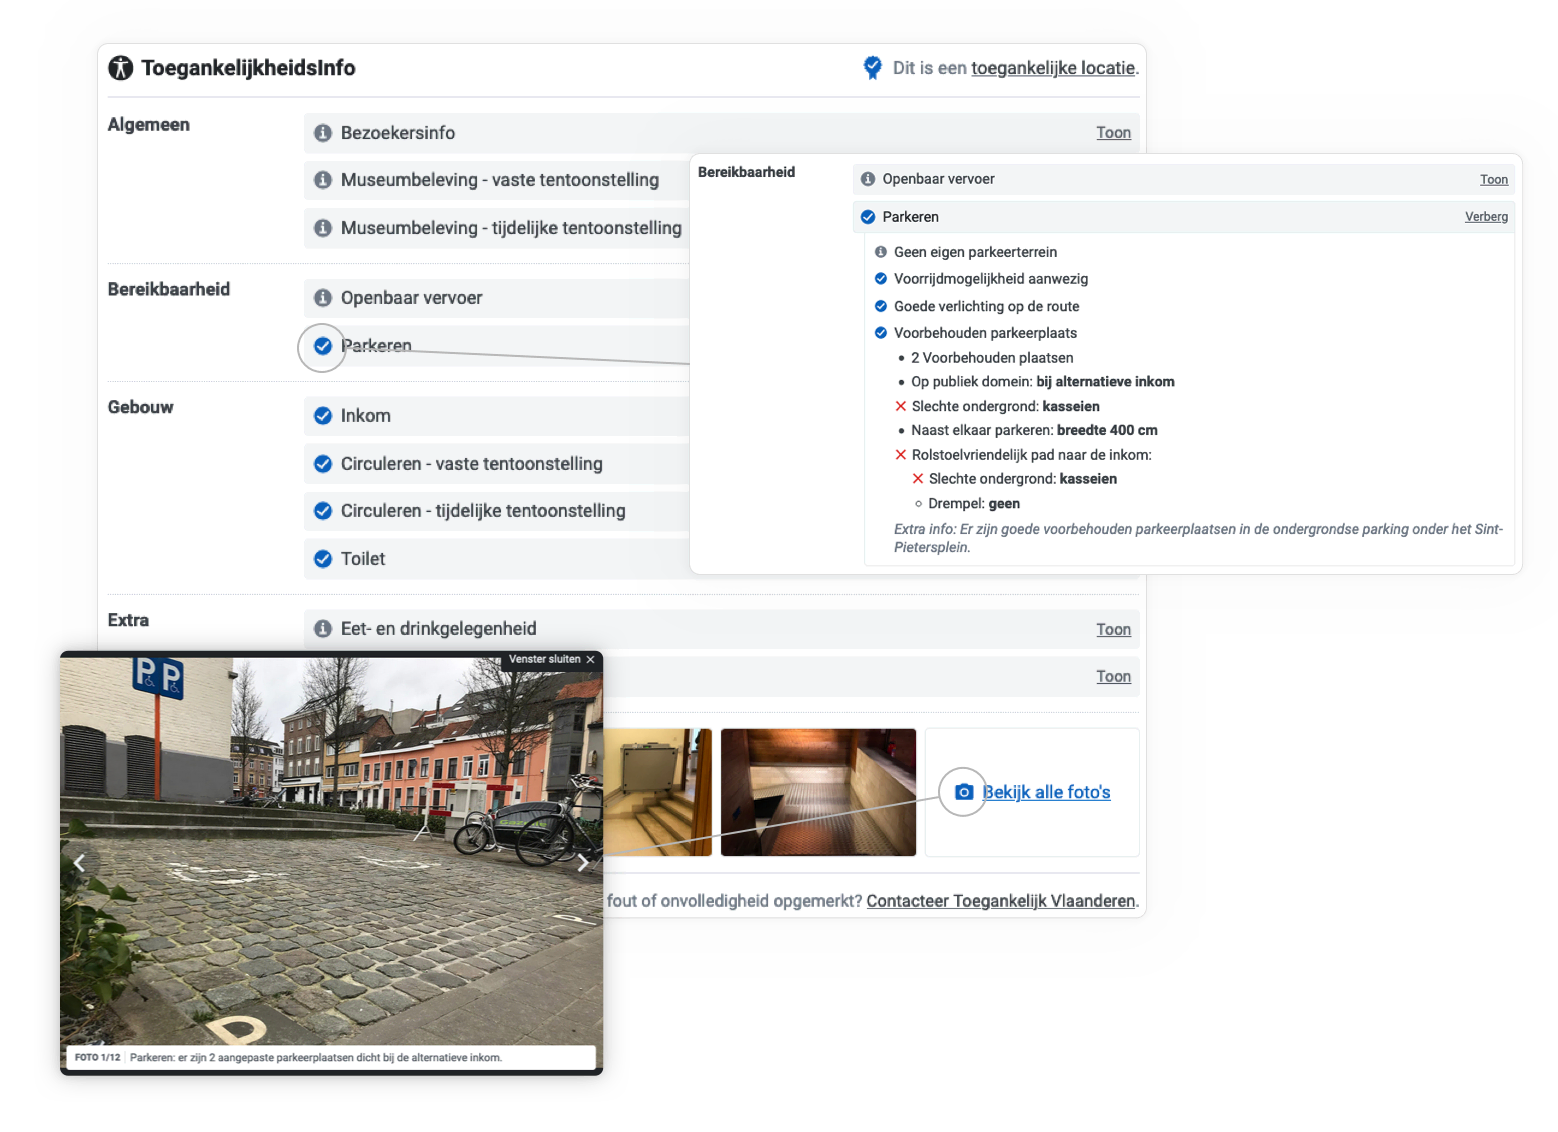 ToegankelijkheidsInfo
Dit is een toegankelijke locatie.
Algemeen
Bezoekersinfo
Toon
Museumbeleving - vaste tentoonstelling
Museumbeleving - tijdelijke tentoonstelling
Bereikbaarheid
Openbaar vervoer
Parkeren
Gebouw
Inkom
Circuleren - vaste tentoonstelling
Circuleren - tijdelijke tentoonstelling
Toilet
Extra
Eet- en drinkgelegenheid
Toon
Toon
Bekijk alle foto's
fout of onvolledigheid opgemerkt? Contacteer Toegankelijk Vlaanderen.
Bereikbaarheid
Openbaar vervoer
Toon
Parkeren
Verberg
Geen eigen parkeerterrein
Voorrijdmogelijkheid aanwezig
Goede verlichting op de route
Voorbehouden parkeerplaats
2 Voorbehouden plaatsen
Op publiek domein: bij alternatieve inkom
Slechte ondergrond: kasseien
Naast elkaar parkeren: breedte 400 cm
Rolstoelvriendelijk pad naar de inkom:
Slechte ondergrond: kasseien
Drempel: geen
Extra info: Er zijn goede voorbehouden parkeerplaatsen in de ondergrondse parking onder het Sint-
Pietersplein.
Venster sluiten
P P
P
FOTO 1/12 Parkeren: er zijn 2 aangepaste parkeerplaatsen dicht bij de alternatieve inkom.